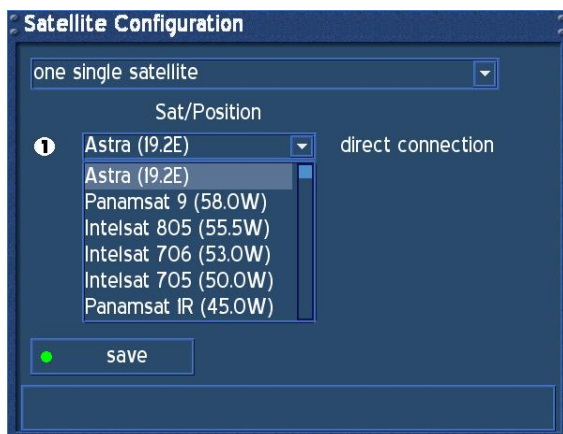 Satellite Configuration
one single satellite
Sat/Position
1 Astra (19.2E) direct connection
Astra (19.2E)
Panamsat 9 (58.0W)
Intelsat 805 (55.5W)
Intelsat 706 (53.0W)
Intelsat 705 (50.0W)
Panamsat 1R (45.0W)
save